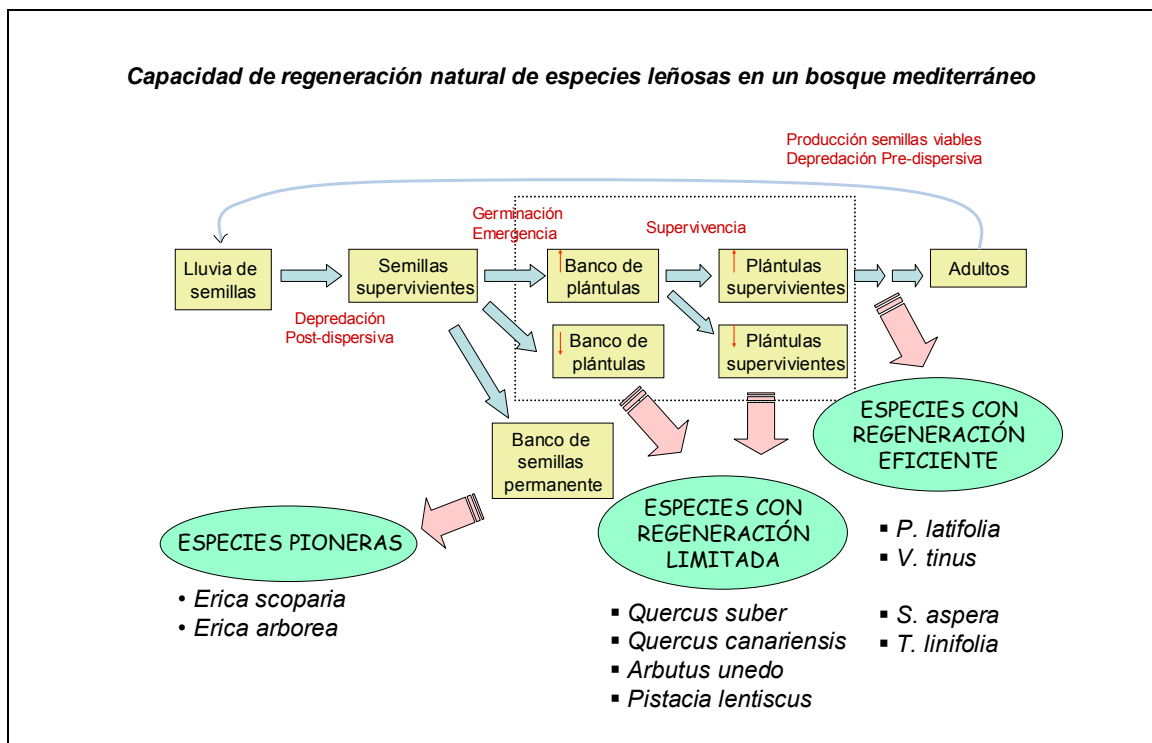 Capacidad de regeneración natural de especies leñosas en un bosque mediterráneo
Producción semillas viables
Depredación Pre-dispersiva
Germinación
Emergencia
Supervivencia
Lluvia de
semillas
Semillas
supervivientes
Banco de
plántulas
Plántulas
supervivientes
Adultos
Depredación
Post-dispersiva
Banco de
plántulas
Plántulas
supervivientes
Banco de
semillas
permanente
ESPECIES CON
REGENERACIÓN
EFICIENTE
ESPECIES CON
REGENERACIÓN
LIMITADA
ESPECIES PIONERAS
• Erica scoparia
• Erica arborea
▪ Quercus suber
▪ Quercus canariensis
▪ Arbutus unedo
▪ Pistacia lentiscus
▪ P. latifolia
▪ V. tinus
▪ S. aspera
▪ T. linifolia